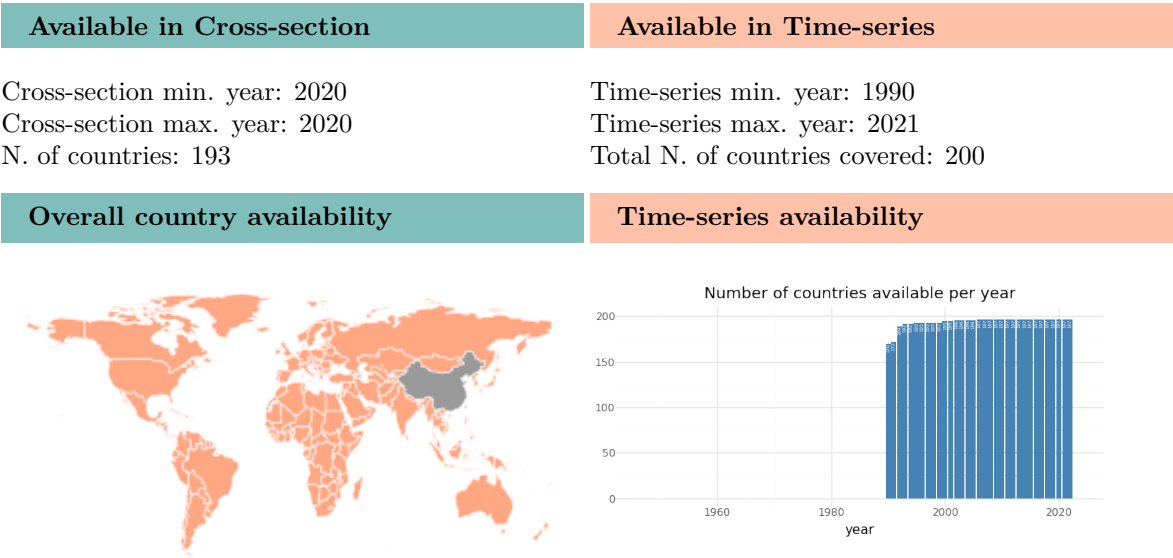 Available in Cross-section
Available in Time-series
Cross-section min. year: 2020
Cross-section max. year: 2020
N. of countries: 193
Time-series min. year: 1990
Time-series max. year: 2021
Total N. of countries covered: 200
Overall country availability
Time-series availability
Number of countries available per year
200
150
100
50
0
1960
1980
2000
2020
year